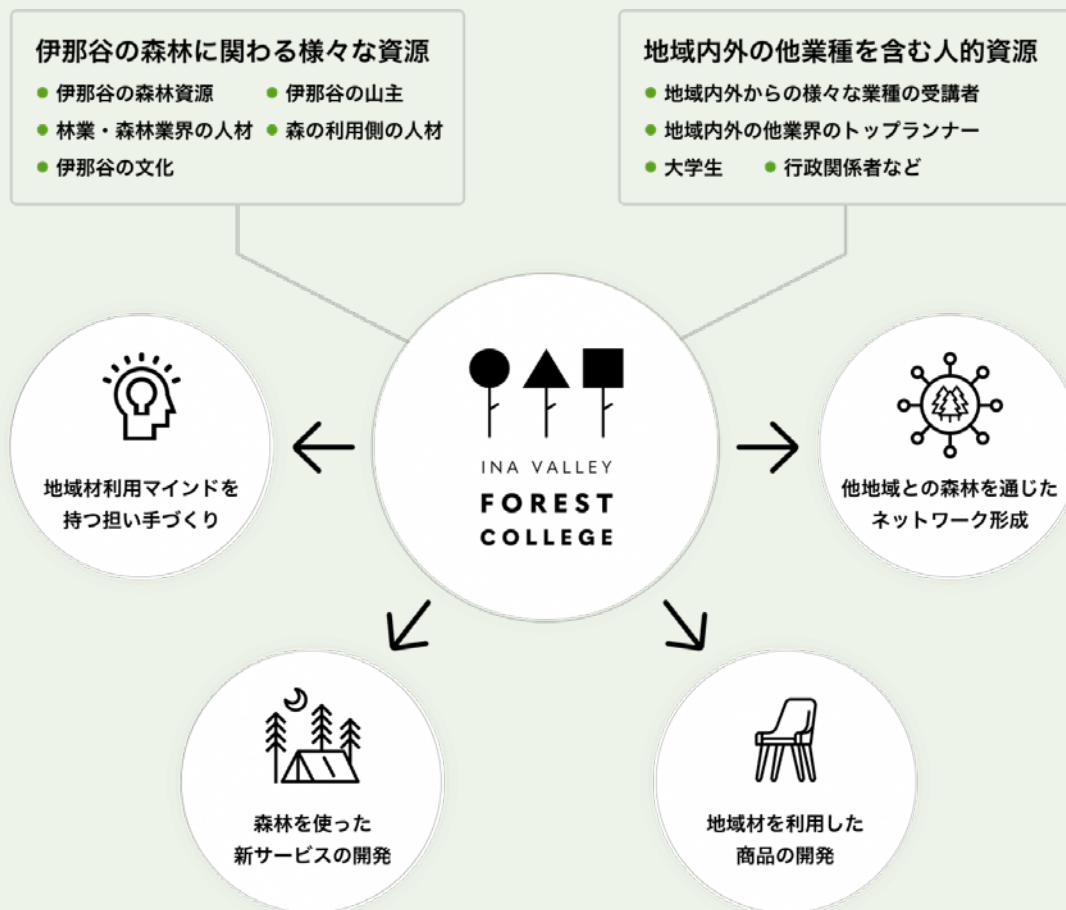 伊那谷の森林に関わる様々な資源
伊那谷の森林資源
伊那谷の山主
林業・森林業界の人材
森の利用側の人材
伊那谷の文化
地域内外の他業種を含む人的資源
地域内外からの様々な業種の受講者
地域内外の他業界のトップランナー
大学生
行政関係者など
INA VALLEY
FOREST
COLLEGE
地域材利用マインドを
持つ担い手づくり
他地域との森林を通じた
ネットワーク形成
森林を使った
新サービスの開発
地域材を利用した
商品の開発